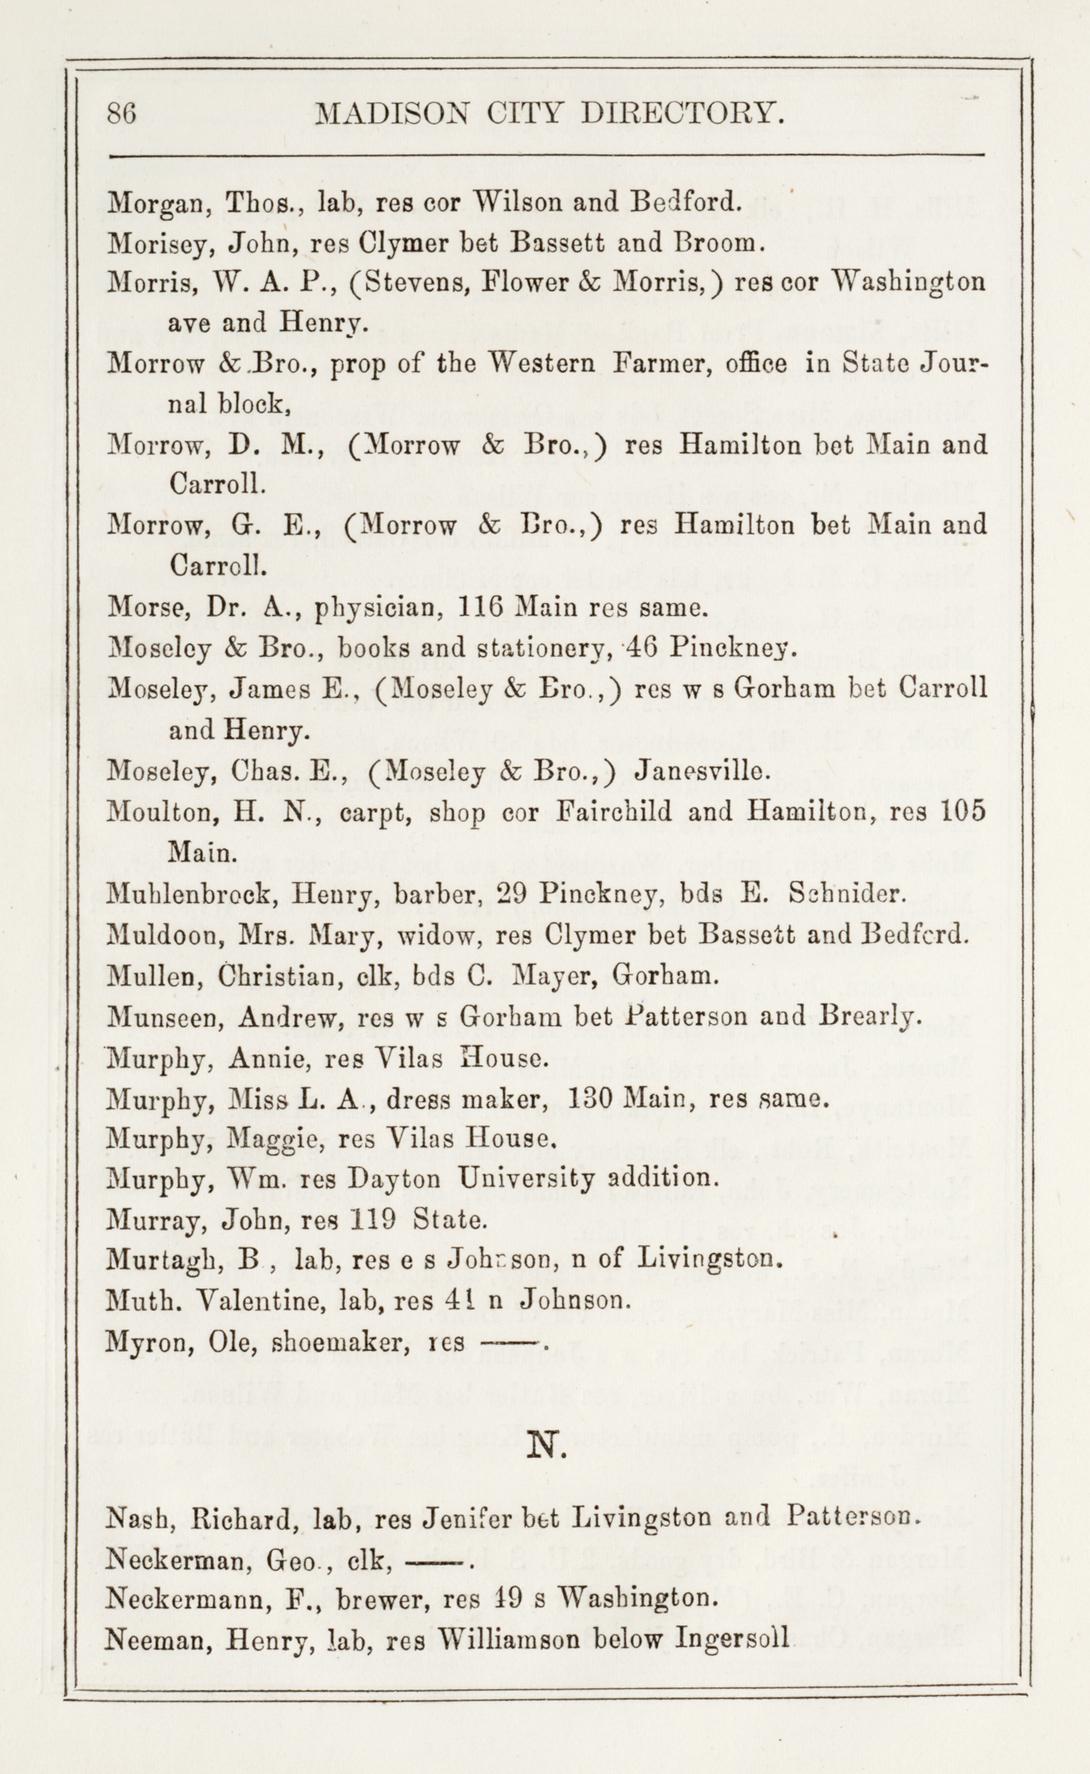 86 MADISON CITY DIRECTORY.
Morgan, Thos., lab, res cor Wilson and Bedford.
Morisey, John, res Clymer bet Bassett and Broom.
Morris, W. A. P., (Stevens, Flower & Morris,) res cor Washington
ave and Henry.
Morrow & Bro., prop of the Western Farmer, office in State Jour-
nal block,
Morrow, D. M., (Morrow & Bro.,) res Hamilton bet Main and
Carroll.
Morrow, G. E., (Morrow & Bro.,) res Hamilton bet Main and
Carroll.
Morse, Dr. A., physician, 116 Main res same.
Moseley & Bro., books and stationery, 46 Pinckney.
Moseley, James E., (Moseley & Bro.,) res w s Gorham bet Carroll
and Henry.
Moseley, Chas. E., (Moseley & Bro.,) Janesville.
Moulton, H. N., carpt, shop cor Fairchild and Hamilton, res 105
Main.
Muhlenbrock, Henry, barber, 29 Pinckney, bds E. Schnider.
Muldoon, Mrs. Mary, widow, res Clymer bet Bassett and Bedford.
Mullen, Christian, clk, bds C. Mayer, Gorham.
Munseen, Andrew, res w s Gorham bet Patterson and Brearly.
Murphy, Annie, res Vilas House.
Murphy, Miss L. A., dress maker, 130 Main, res same.
Murphy, Maggie, res Vilas House.
Murphy, Wm. res Dayton University addition.
Murray, John, res 119 State.
Murtagh, B , lab, res e s Johnson, n of Livingston.
Muth. Valentine, lab, res 41 n Johnson.
Myron, Ole, shoemaker, res ——.
N.
Nash, Richard, lab, res Jenifer bet Livingston and Patterson.
Neckerman, Geo., clk, ——.
Neckermann, F., brewer, res 49 s Washington.
Neeman, Henry, lab, res Williamson below Ingersoll